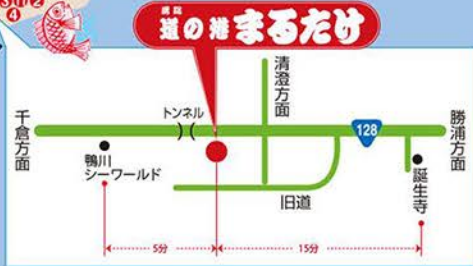 ④
道の港 まるたけ
清澄方面
千倉方面
トンネル
128
勝浦方面
鴨川
シーワールド
誕生寺
旧道
5分
15分